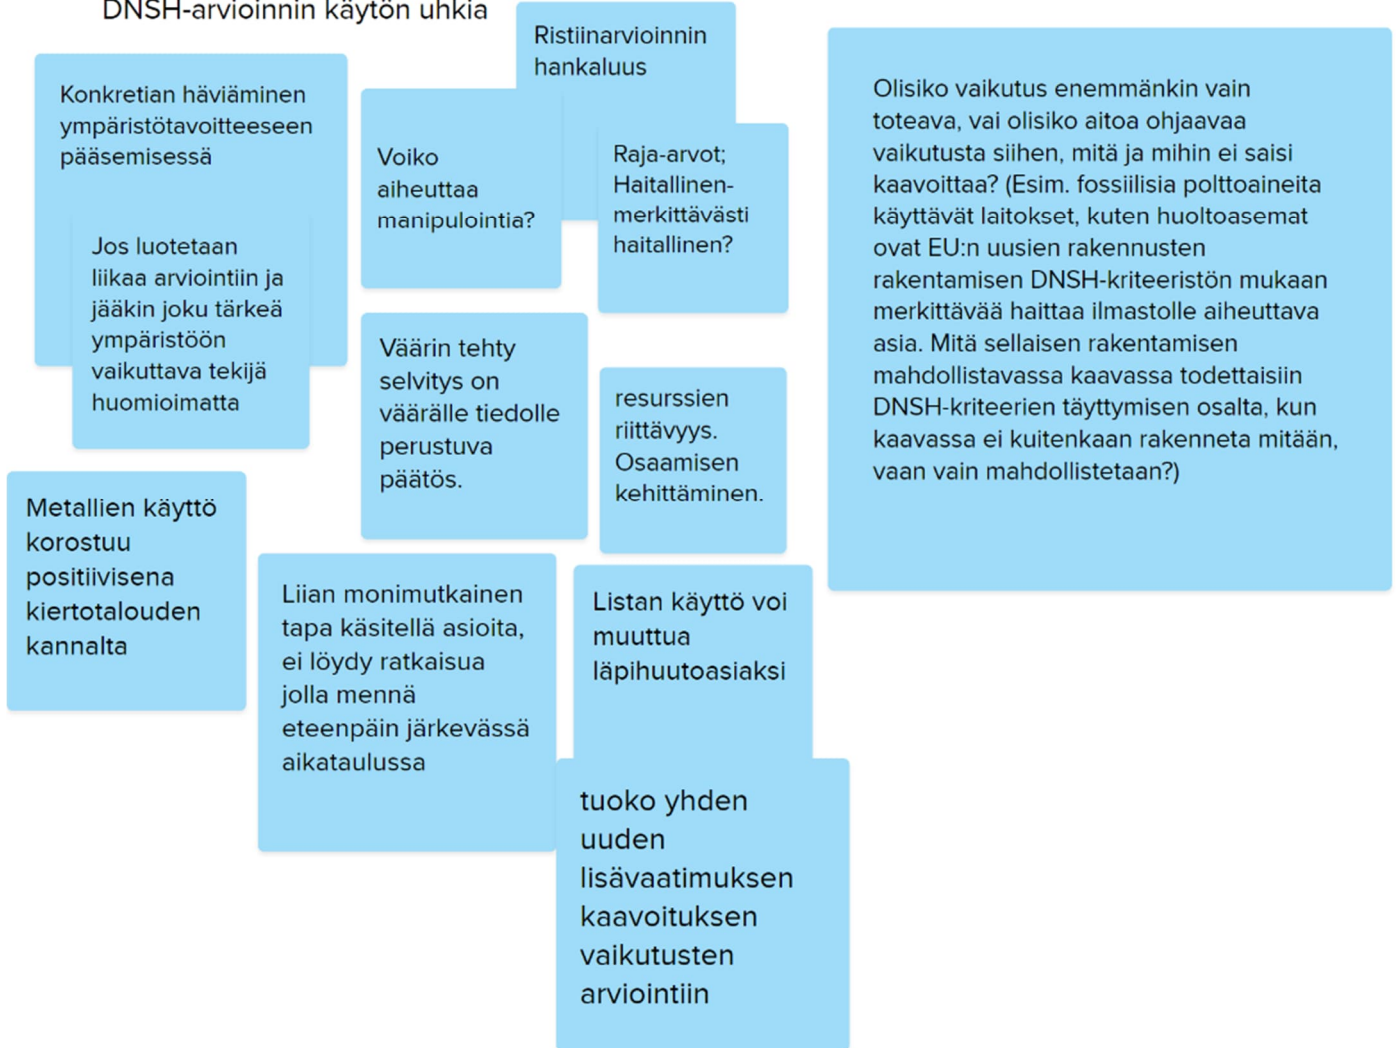 DNSH-arvioinnin käytön uhkia
Ristiinarvioinnin
hankaluus
Konkretian häviäminen
ympäristötavoitteeseen
pääsemisessä
Jos luotetaan
liikaa arviointiin ja
jääkin joku tärkeä
ympäristöön
vaikuttava tekijä
huomioimatta
Voiko
aiheuttaa
manipulointia?
Raja-arvot;
Haitallinen-
merkittävästi
haitallinen?
Olisiko vaikutus enemmänkin vain
toteava, vai olisiko aitoa ohjaavaa
vaikutusta siihen, mitä ja mihin ei saisi
kaavoittaa? (Esim. fossiilisia polttoaineita
käyttävät laitokset, kuten huoltoasemat
ovat EU:n uusien rakennusten
rakentamisen DNSH-kriteeristön mukaan
merkittävää haittaa ilmastolle aiheuttava
asia. Mitä sellaisen rakentamisen
mahdollistavassa kaavassa todettaisiin
DNSH-kriteerien täyttymisen osalta, kun
kaavassa ei kuitenkaan rakenneta mitään,
vaan vain mahdollistetaan?)
Väärin tehty
selvitys on
väärälle tiedolle
perustuva
päätös.
resurssien
riittävyys.
Osaamisen
kehittäminen.
Metallien käyttö
korostuu
positiivisena
kiertotalouden
kannalta
Liian monimutkainen
tapa käsitellä asioita,
ei löydy ratkaisua
jolla mennä
eteenpäin järkevässä
aikataulussa
Listan käyttö voi
muuttua
läpihuutoasiaksi
tuoko yhden
uuden
lisävaatimuksen
kaavoituksen
vaikutusten
arviointiin